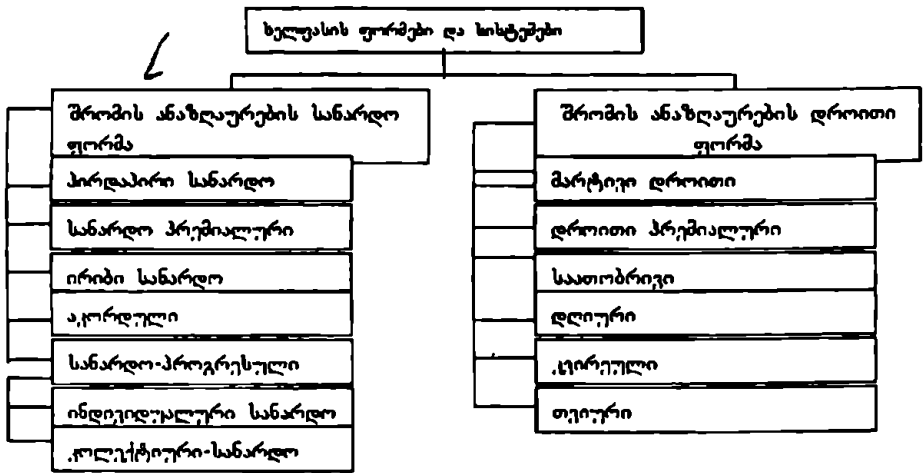 ხელფასის ფორმები და სისტემები
შრომის ანაზღაურების სანარდო
ფორმა
პირდაპირი სანარდო
სანარდო პრემიალური
ირიბი სანარდო
აკორდული
სანარდო-პროგრესული
ინდივიდუალური სანარდო
კოლექტიური-სანარდო
შრომის ანაზღაურების დროითი
ფორმა
მარტივი დროითი
დროითი პრემიალური
საათობრივი
დღიური
კვირეული
თვიური